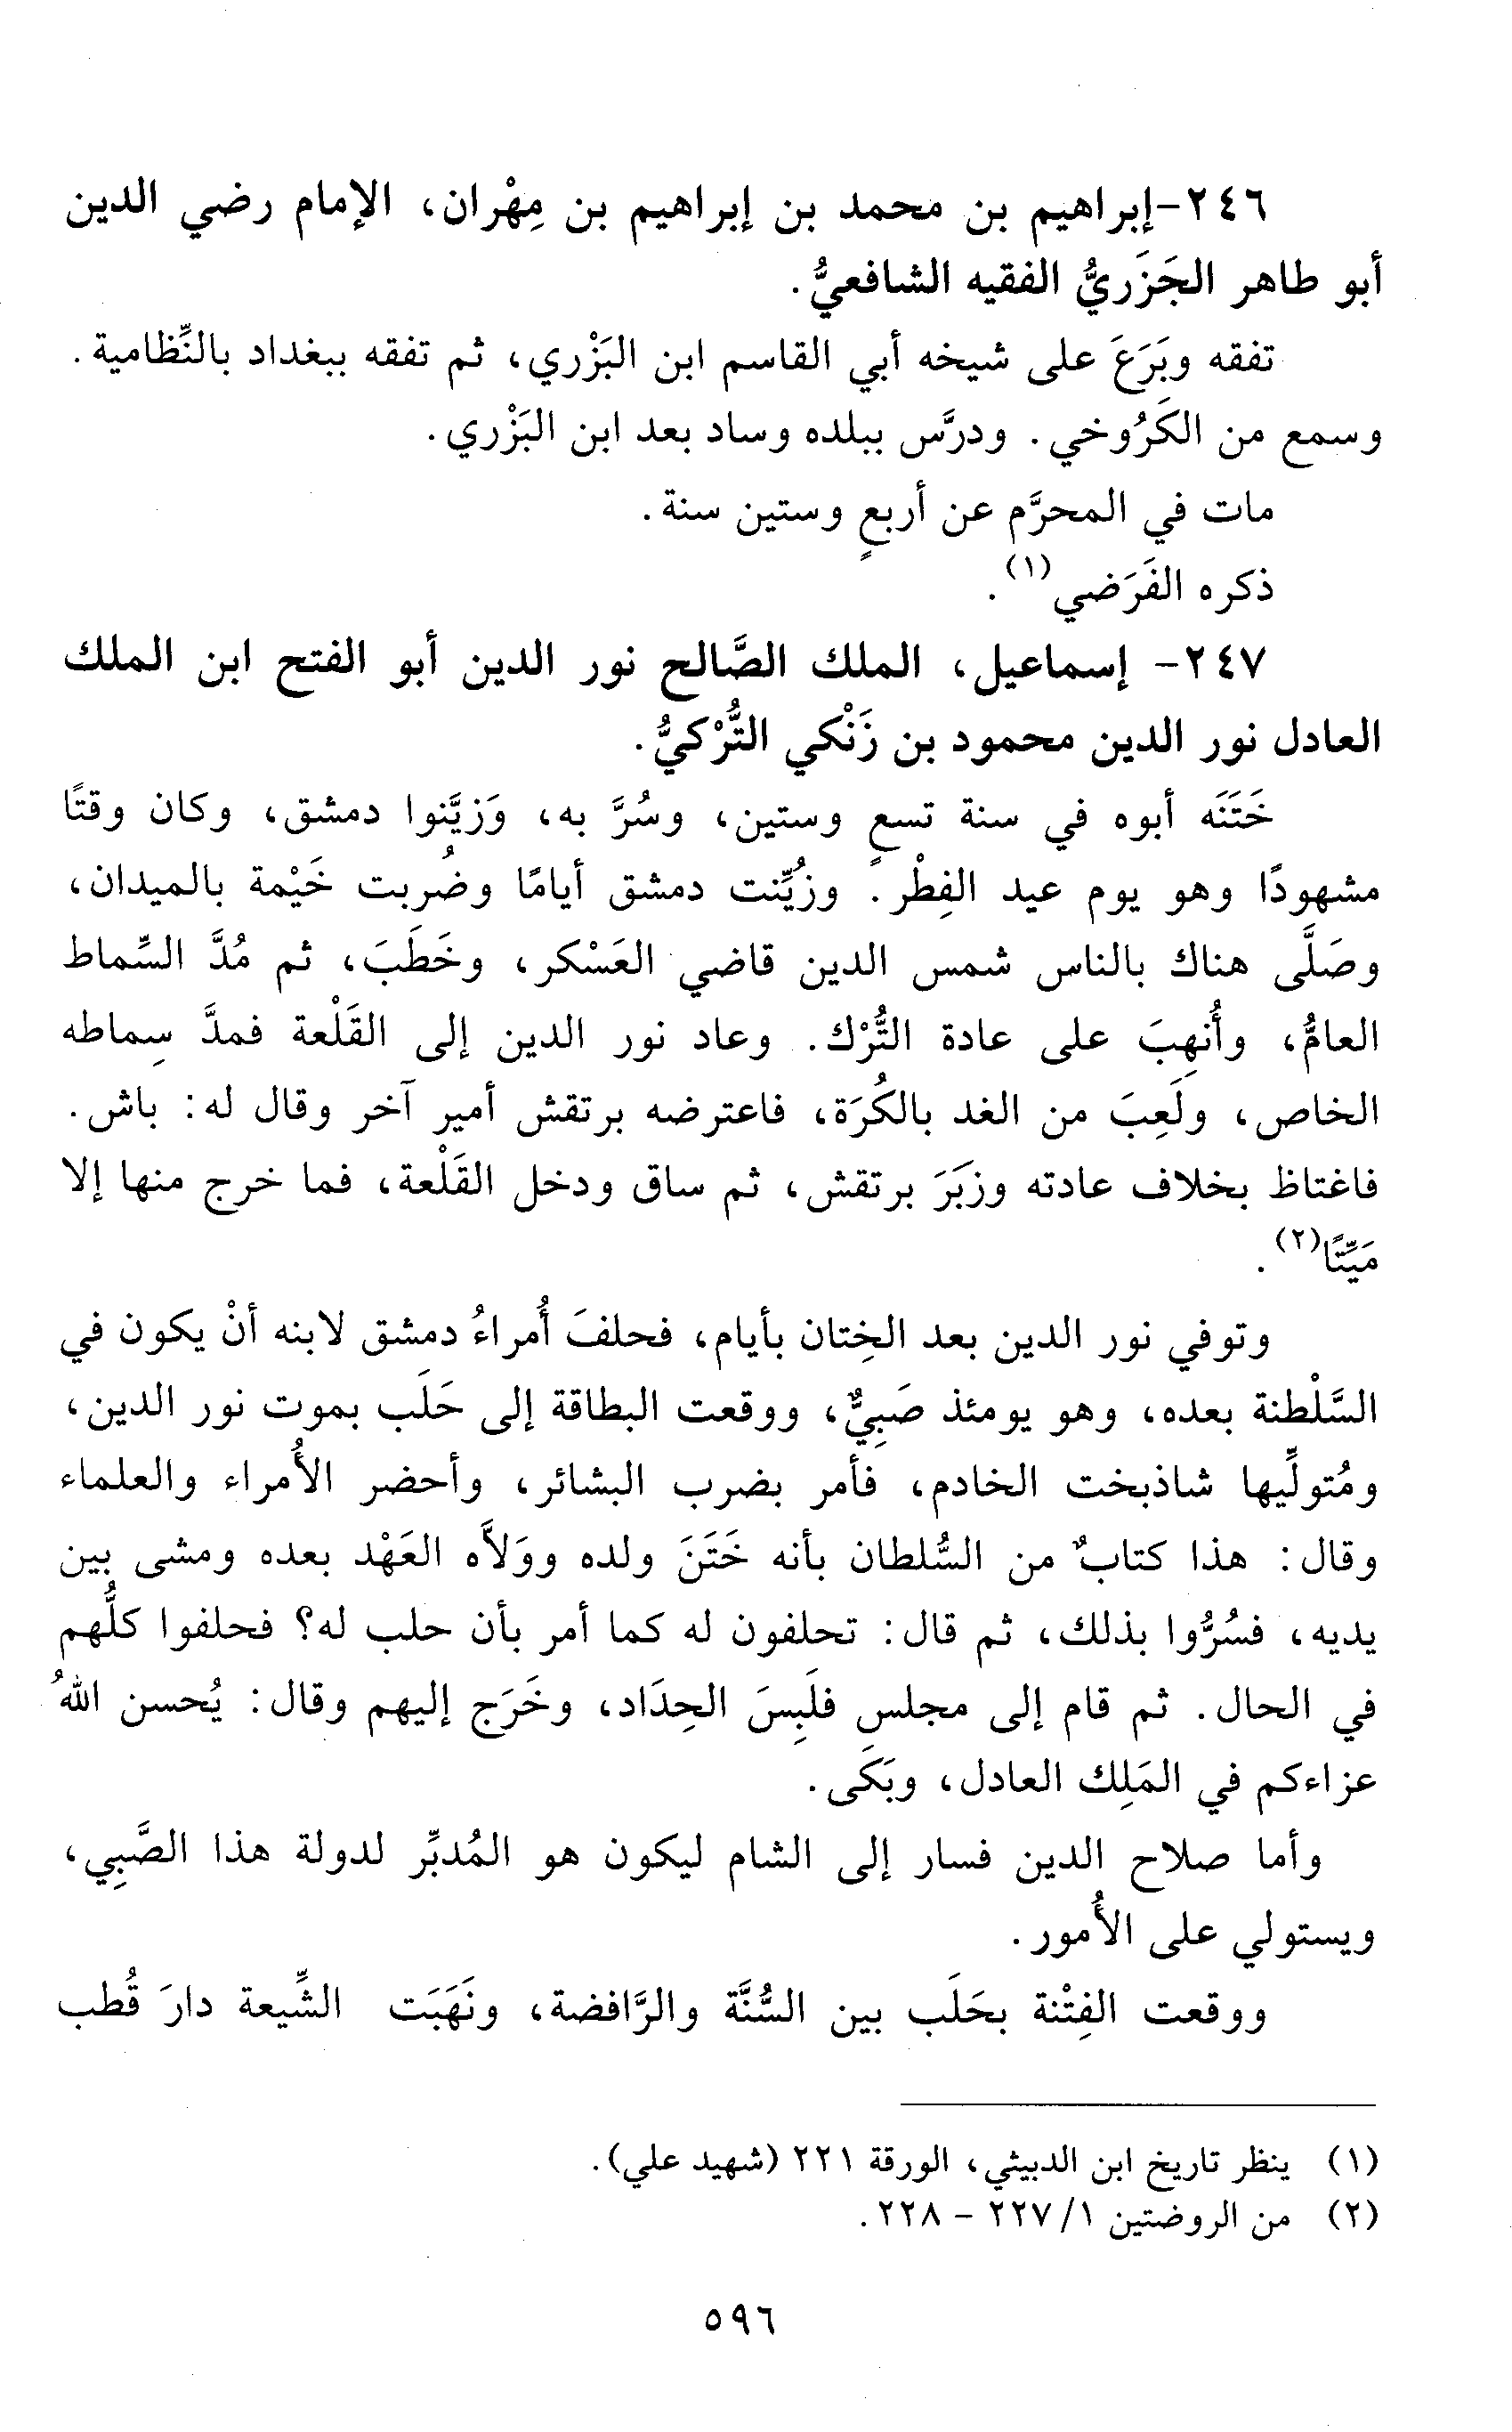 ٢٤٦-إبراهيم بن محمد بن إبراهيم بن مِهْران، الإمام رضي الدين
أبو طاهر الجَزَريُّ الفقيه الشافعيُّ.
تفقه وبَرَعَ على شيخه أبي القاسم ابن البَزْري، ثم تفقه ببغداد بالنِّظامية.
وسمع من الكَرُوخي. ودرَّس ببلده وساد بعد ابن البَزْري.
مات في المحرَّم عن أربعٍ وستين سنة.
ذكره الفَرَضي(١).
٢٤٧- إسماعيل، الملك الصَّالح نور الدين أبو الفتح ابن الملك
العادل نور الدين محمود بن زَنْكي التُّرْكيُّ.
خَتَنَه أبوه في سنة تسعٍ وستين، وسُرَّ به، وَزيَّنوا دمشق، وكان وقتًا
مشهودًا وهو يوم عيد الفِطْر. وزُيِّنت دمشق أيامًا وضُربت خَيْمة بالميدان،
وصَلَّى هناك بالناس شمس الدين قاضي العَسْكر، وخَطَبَ، ثم مُدَّ السِّماط
العامُّ، وأُنهِبَ على عادة التُّرْك. وعاد نور الدين إلى القَلْعة فمدَّ سِماطه
الخاص، ولَعِبَ من الغد بالكُرَة، فاعترضه برتقش أمير آخر وقال له: باش.
فاغتاظ بخلاف عادته وزبَرَ برتقش، ثم ساق ودخل القَلْعة، فما خرج منها إلا
مَيِّتًا(٢).
وتوفي نور الدين بعد الخِتان بأيام، فحلفَ أُمراءُ دمشق لابنه أنْ يكون في
السَّلْطنة بعده، وهو يومئذ صَبِيٌّ، ووقعت البطاقة إلى حَلَب بموت نور الدين،
ومُتولِّيها شاذبخت الخادم، فأمر بضرب البشائر، وأحضر الأُمراء والعلماء
وقال: هذا كتابٌ من السُّلطان بأنه خَتَنَ ولده ووَلاَّه العَهْد بعده ومشى بين
يديه، فسُرُّوا بذلك، ثم قال: تحلفون له كما أمر بأن حلب له؟ فحلفوا كلُّهم
في الحال. ثم قام إلى مجلس فلَبِسَ الحِدَاد، وخَرَج إليهم وقال: يُحسن اللهُ
عزاءكم في المَلِك العادل، وبَكَى.
وأما صلاح الدين فسار إلى الشام ليكون هو المُدبِّر لدولة هذا الصَّبِي،
ويستولي على الأُمور.
ووقعت الفِتْنة بحَلَب بين السُّنَّة والرَّافضة، ونَهَبَت الشِّيعة دارَ قُطب
(١) ينظر تاريخ ابن الدبيثي، الورقة ٢٢١ (شهيد علي).
(٢) من الروضتين ١/ ٢٢٧ - ٢٢٨.
٥٩٦